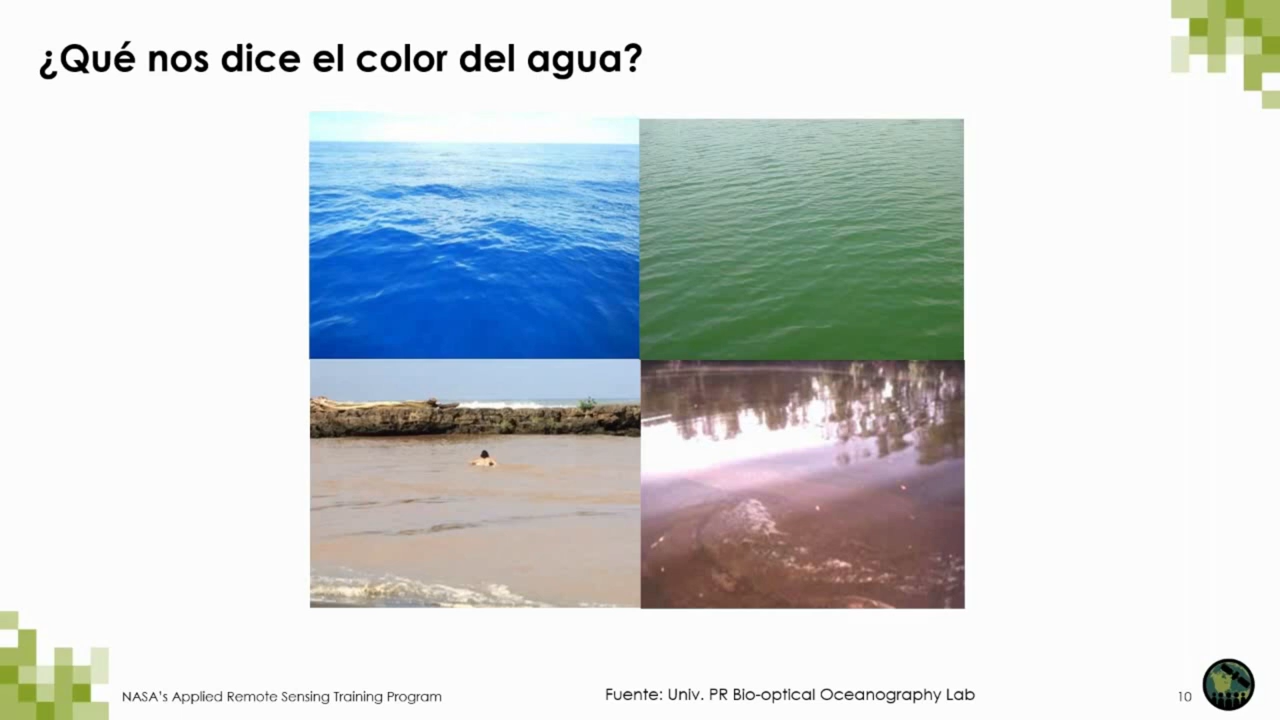 ¿Qué nos dice el color del agua?
NASA's Applied Remote Sensing Training Program
Fuente: Univ. PR Bio-optical Oceanography Lab
10